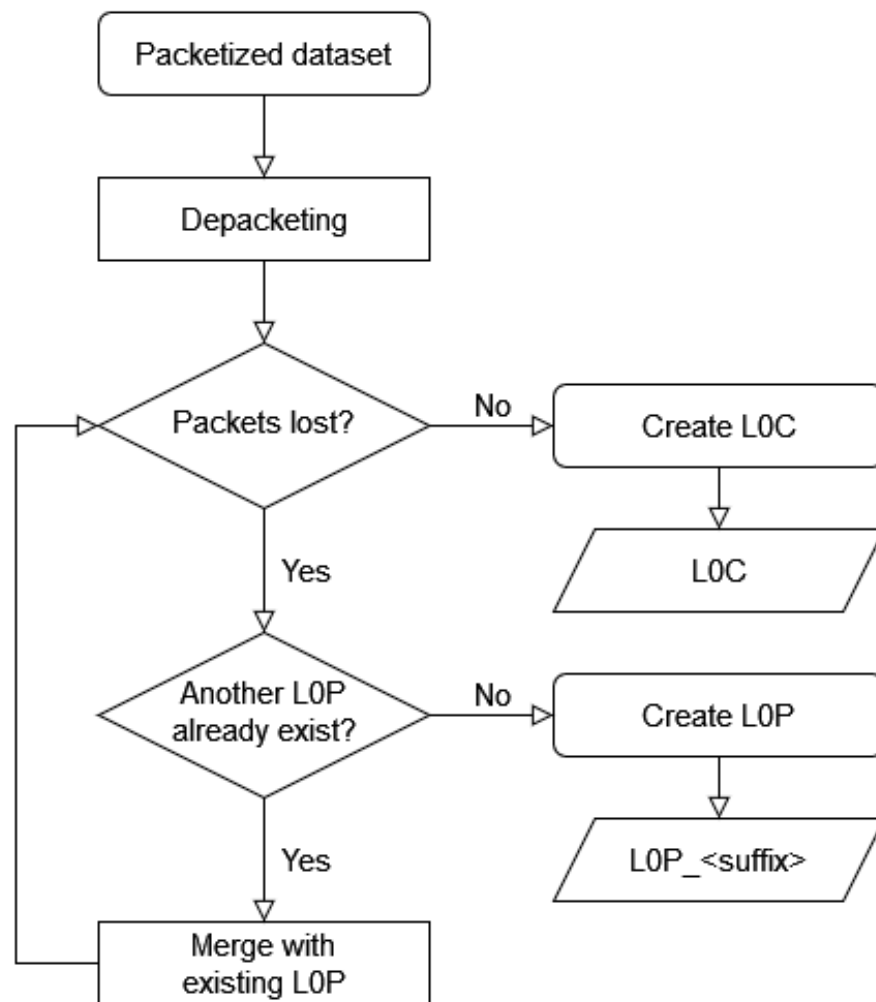 Packetized dataset
Depacketing
Packets lost?
No
Create L0C
L0C
Yes
Another L0P
already exist?
No
Create L0P
L0P_<suffix>
Yes
Merge with
existing L0P